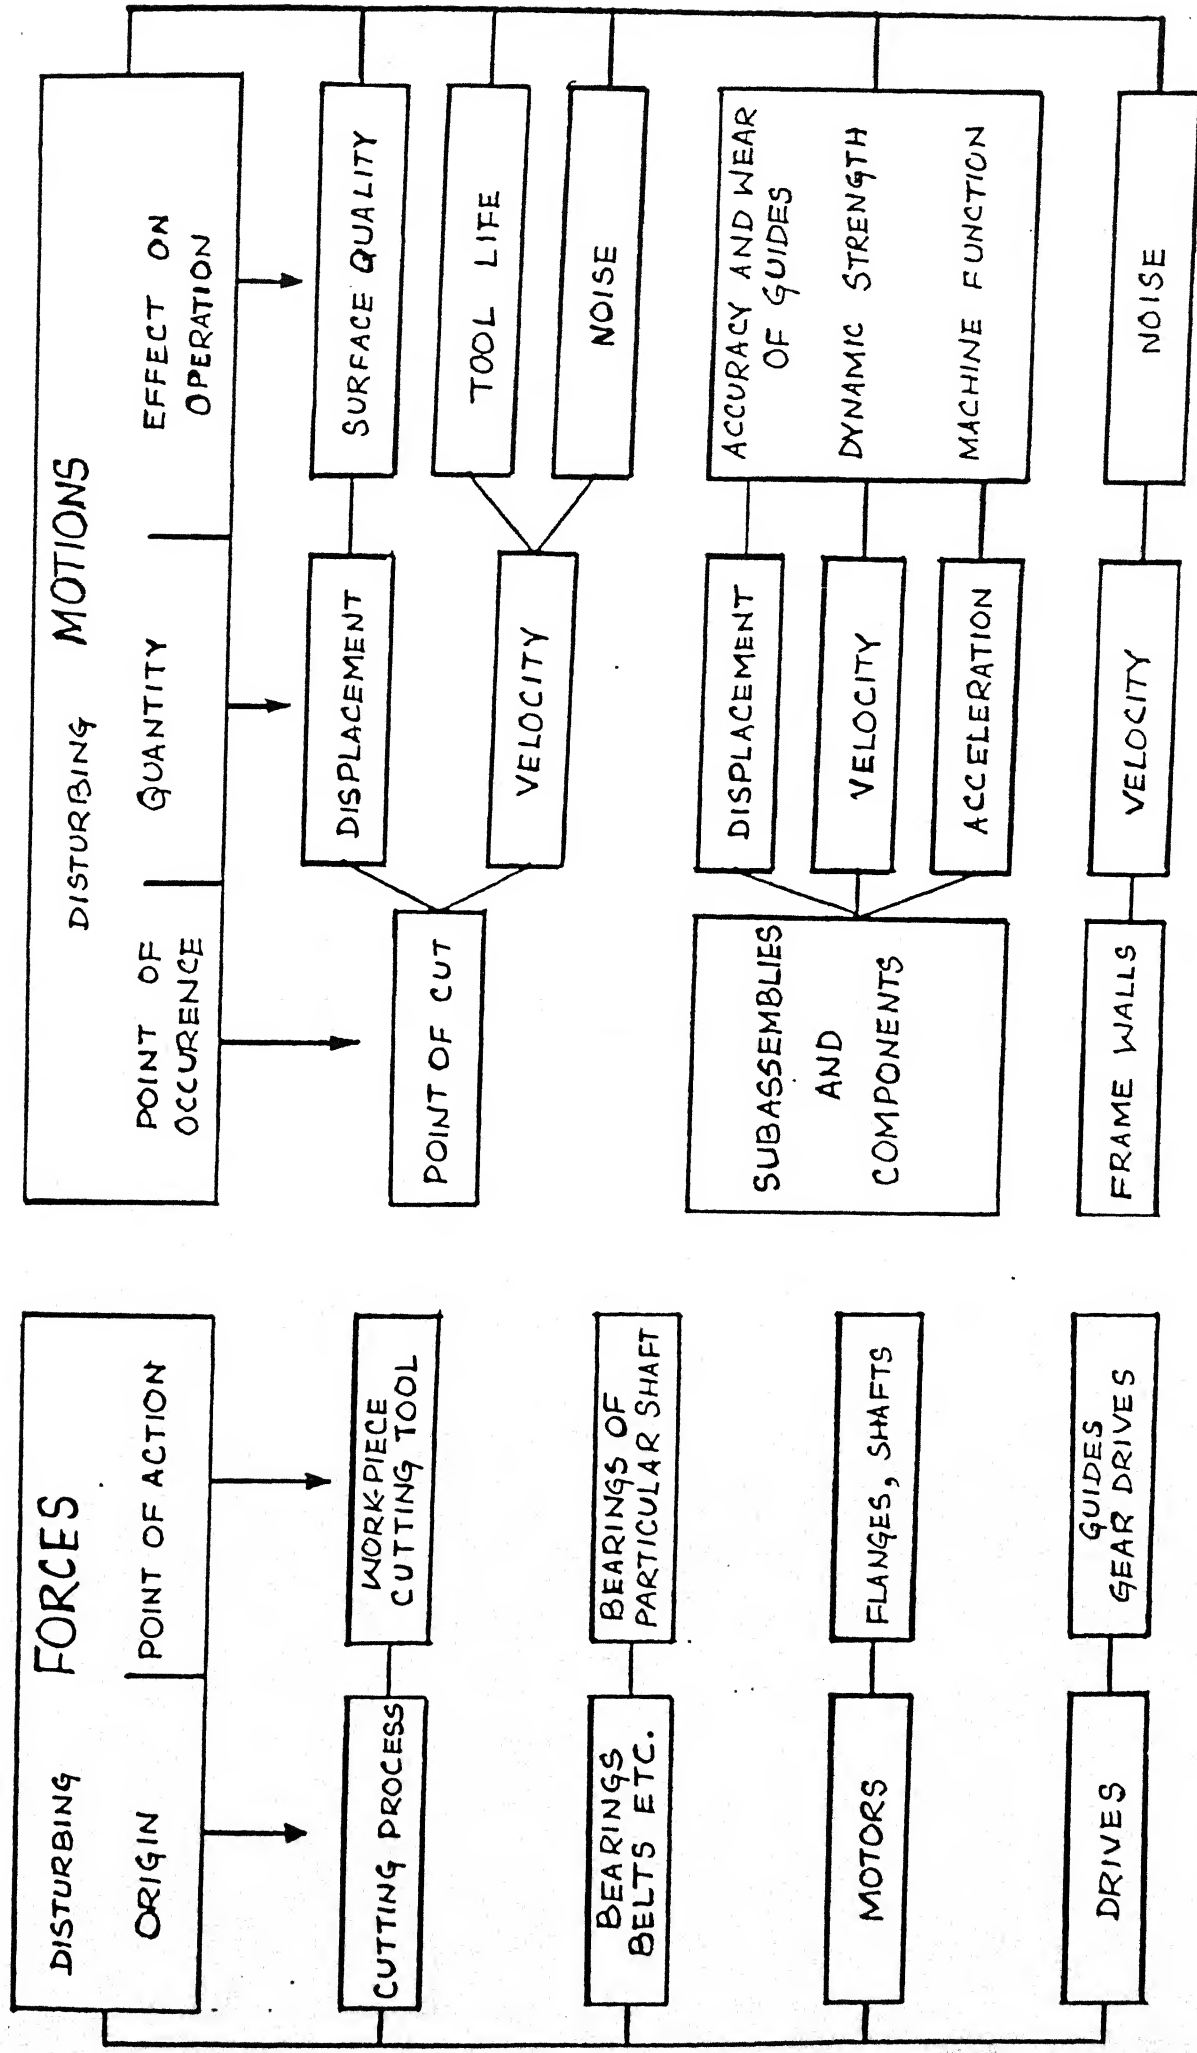 DISTURBING FORCES
ORIGIN
POINT OF ACTION
CUTTING PROCESS
WORK-PIECE
CUTTING TOOL
BEARINGS
BELTS ETC.
BEARINGS OF
PARTICULAR SHAFT
MOTORS
FLANGES, SHAFTS
DRIVES
GUIDES
GEAR DRIVES
DISTURBING MOTIONS
POINT OF
OCCURENCE
QUANTITY
EFFECT ON
OPERATION
POINT OF CUT
DISPLACEMENT
SURFACE QUALITY
VELOCITY
TOOL LIFE
NOISE
SUBASSEMBLIES
AND
COMPONENTS
DISPLACEMENT
VELOCITY
ACCELERATION
ACCURACY AND WEAR
OF GUIDES
DYNAMIC STRENGTH
MACHINE FUNCTION
FRAME WALLS
VELOCITY
NOISE